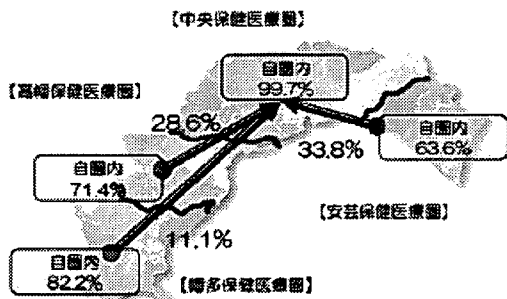 【中央保健医療圏】
自圏内
99.7%
【高幡保健医療圏】
28.6%
自圏内
63.6%
33.8%
自圏内
71.4%
【安芸保健医療圏】
11.1%
自圏内
82.2%
【幡多保健医療圏】